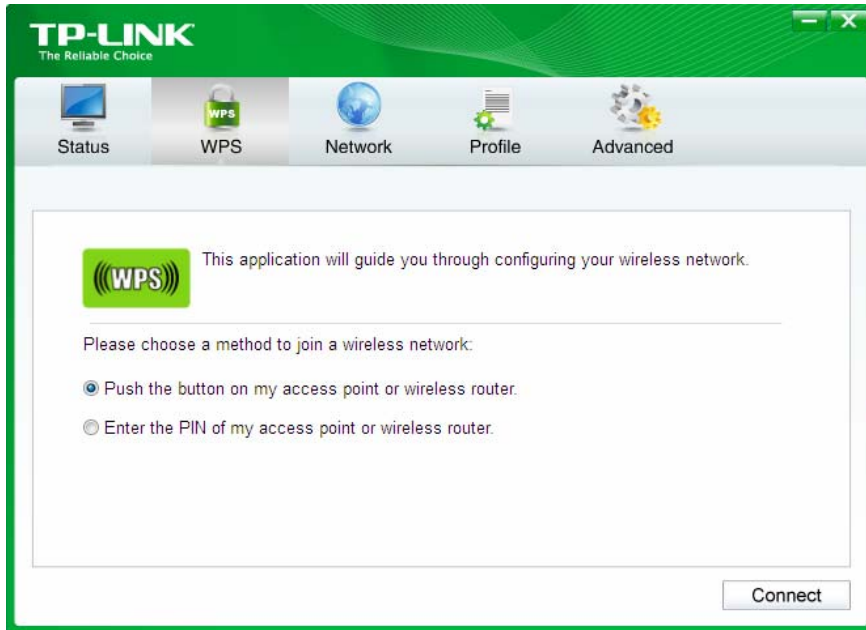 TP-LINK
The Reliable Choice
WPS
Status
WPS
Network
Profile
Advanced
WPS
This application will guide you through configuring your wireless network.
Please choose a method to join a wireless network:
Push the button on my access point or wireless router.
Enter the PIN of my access point or wireless router.
Connect